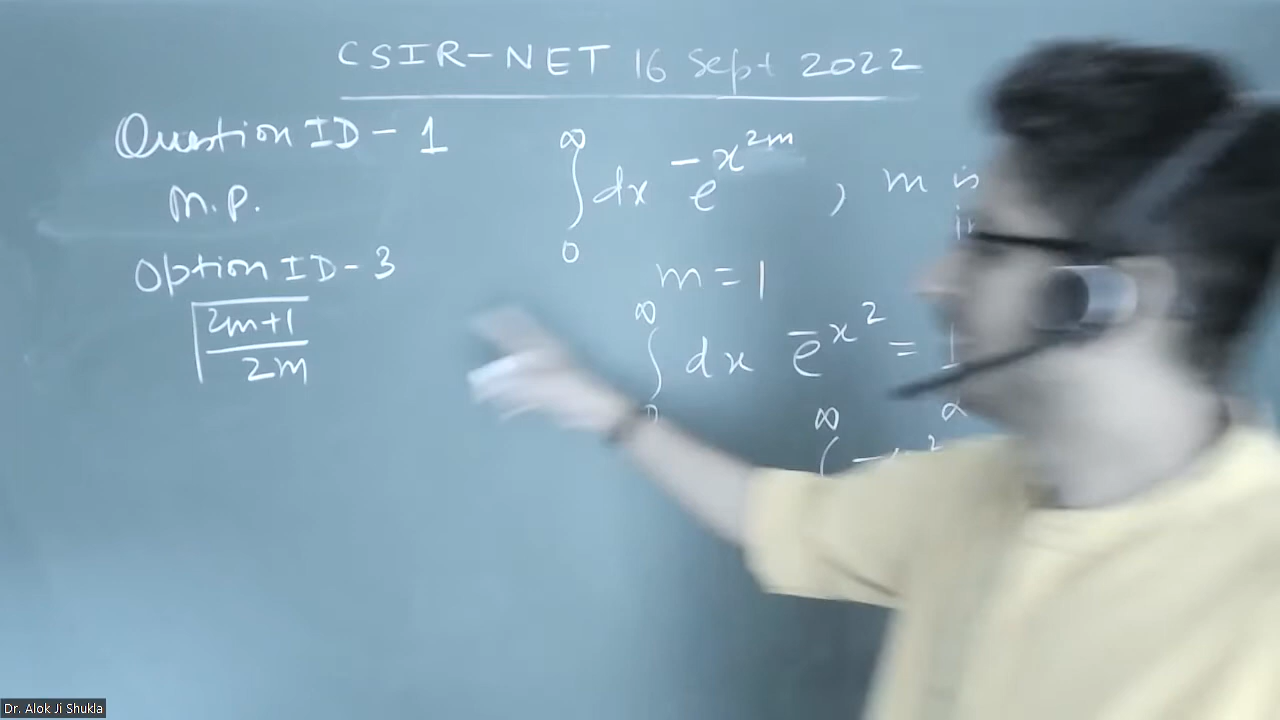 CSIR-NET 16 Sept 2022
Question ID - 1
M.P.
Option ID - 3
Γ (2m+1)/(2m)
∫₀^∞ dx e^{-x^{2m}} , m is
m = 1
∫₀^∞ dx e^{-x²} =
∞
Dr. Alok Ji Shukla